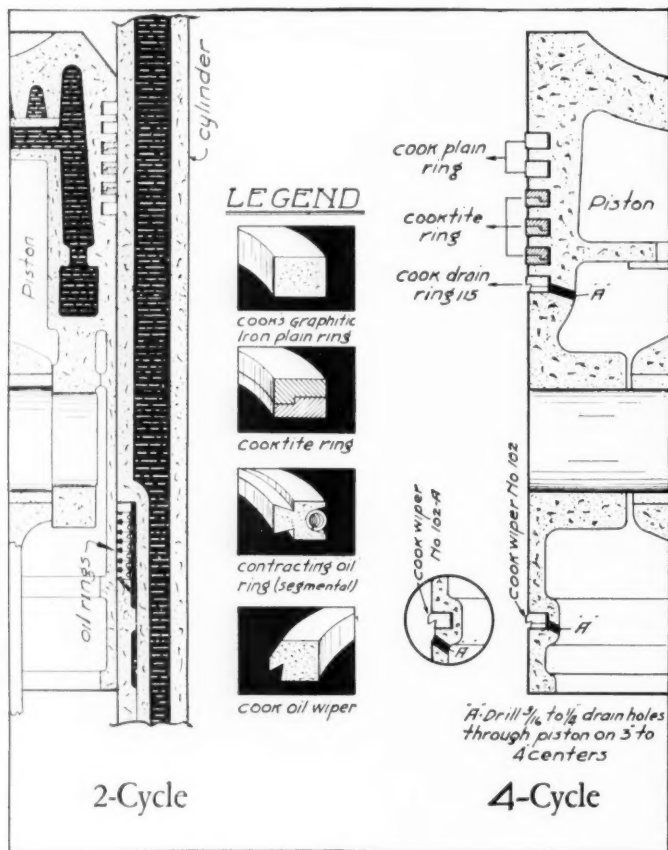 cylinder
Piston
oil rings
2-Cycle
LEGEND
COOK'S GRAPHITIC
Iron plain ring
COOKTITE RING
contracting oil
ring (segmental)
COOK OIL WIPER
COOK plain
ring
COOKTITE
ring
COOK DRAIN
RING 115
Piston
"A"
COOK WIPER
No 102-A
A
COOK WIPER No 102
"A"
"A"-Drill 3/16 to 1/4 drain holes
through piston on 3" to
4" centers
4-Cycle